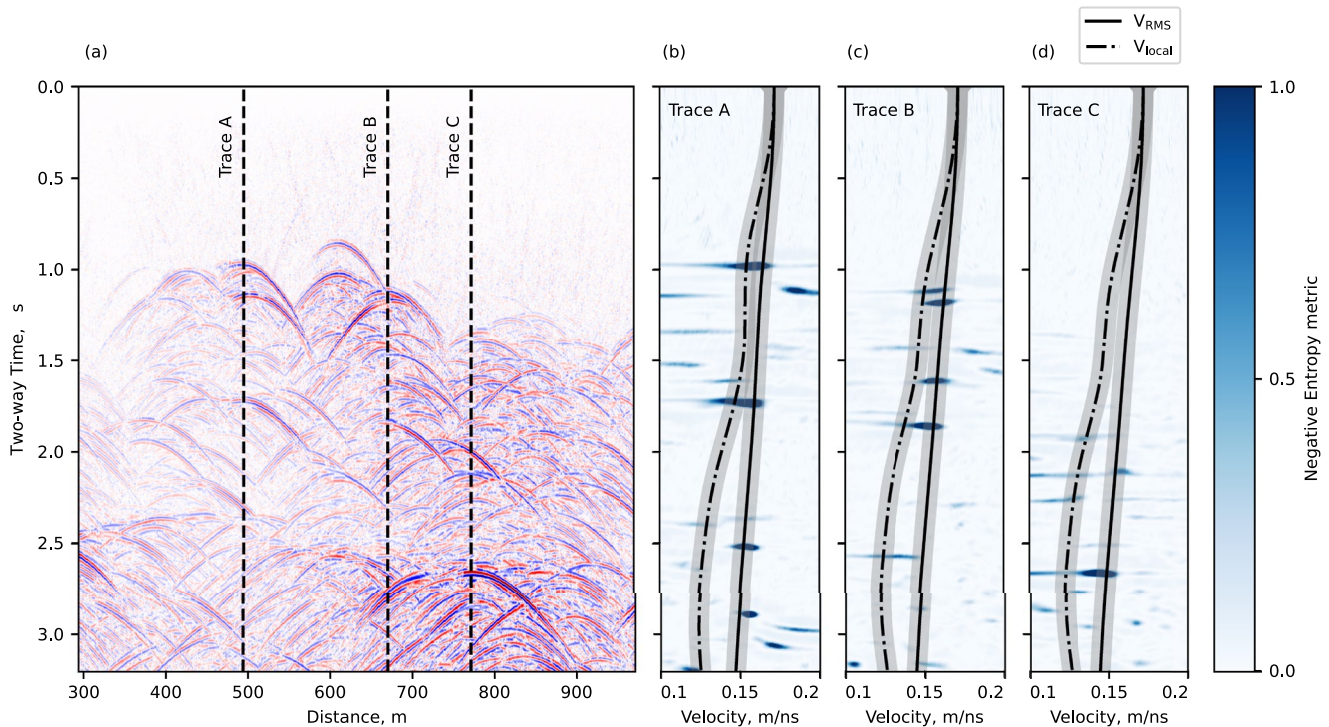 V_RMS
V_local
(a)
(b)
(c)
(d)
Trace A
Trace B
Trace C
Trace A
Trace B
Trace C
0.0
0.5
1.0
1.5
2.0
2.5
3.0
Two-way Time, s
300 400 500 600 700 800 900
Distance, m
0.1 0.15 0.2
Velocity, m/ns
0.1 0.15 0.2
Velocity, m/ns
0.1 0.15 0.2
Velocity, m/ns
1.0
0.5
0.0
Negative Entropy metric